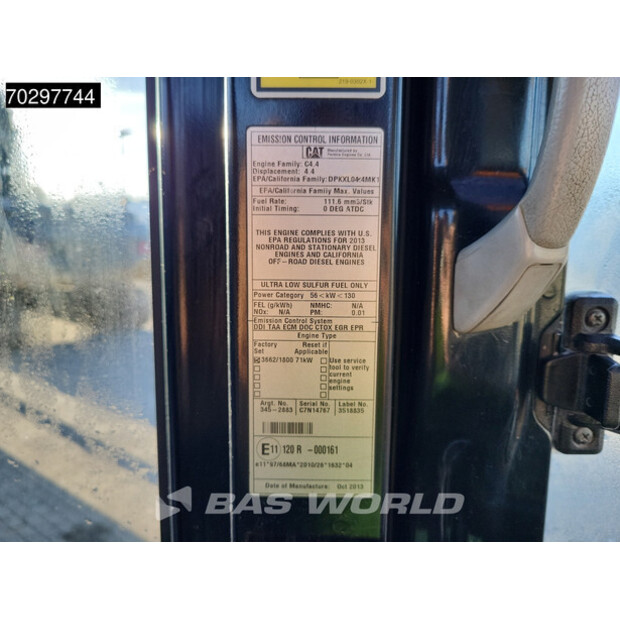 70297744
EMISSION CONTROL INFORMATION
CAT
Engine Family: C4.4
Displacement: 4.4
EPA/California Family: DPKXL04.4MK1
EPA/California Family Max. Values
Fuel Rate: 111.6 mm3/Stk
Initial Timing: 0 DEG ATDC
THIS ENGINE COMPLIES WITH U.S.
EPA REGULATIONS FOR 2013
NONROAD AND STATIONARY DIESEL
ENGINES AND CALIFORNIA
OFF-ROAD DIESEL ENGINES
ULTRA LOW SULFUR FUEL ONLY
Power Category 56<kW<130
FEL (g/kWh) NMHC: N/A
NOx: N/A PM: 0.01
Emission Control System
DDI TAA ECM DOC CTOX EGR EPR
Engine Type
Factory Set Reset if Applicable
3662/1800 71kW Use service
tool to verify
current
engine
settings
Argt. No. Serial No. Label No.
345-2883 C7N14767 3518835
E11 120 R -000161
e11*97/68MA*2010/26*1632*04
Date of Manufacture: Oct 2013
BAS WORLD